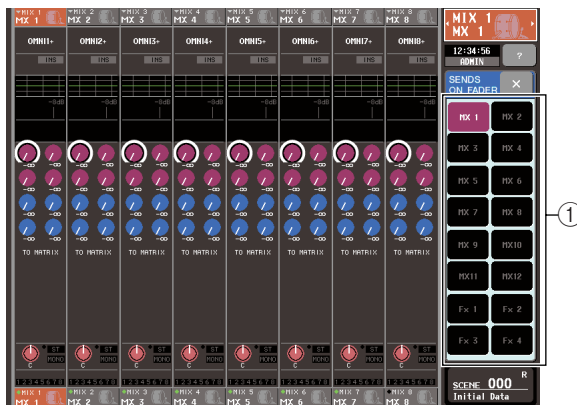 MIX 1 MIX 2 MIX 3 MIX 4 MIX 5 MIX 6 MIX 7 MIX 8
MX 1 MX 2 MX 3 MX 4 MX 5 MX 6 MX 7 MX 8
OMNI1+ OMNI2+ OMNI3+ OMNI4+ OMNI5+ OMNI6+ OMNI7+ OMNI8+
INS INS INS INS INS INS INS INS
-0dB -0dB -0dB -0dB -0dB -0dB -0dB -0dB
-∞ -∞ -∞ -∞ -∞ -∞ -∞ -∞ -∞ -∞ -∞ -∞ -∞ -∞ -∞ -∞
-∞ -∞ -∞ -∞ -∞ -∞ -∞ -∞ -∞ -∞ -∞ -∞ -∞ -∞ -∞ -∞
-∞ -∞ -∞ -∞ -∞ -∞ -∞ -∞ -∞ -∞ -∞ -∞ -∞ -∞ -∞ -∞
-∞ -∞ -∞ -∞ -∞ -∞ -∞ -∞ -∞ -∞ -∞ -∞ -∞ -∞ -∞ -∞
TO MATRIX TO MATRIX TO MATRIX TO MATRIX TO MATRIX TO MATRIX TO MATRIX TO MATRIX
ST ST ST ST ST ST ST ST
MONO MONO MONO MONO MONO MONO MONO MONO
C C C C C C C C
12345678 12345678 12345678 12345678 12345678 12345678 12345678 12345678
MIX 1 MIX 2 MIX 3 MIX 4 MIX 5 MIX 6 MIX 7 MIX 8
MX 1 MX 2 MX 3 MX 4 MX 5 MX 6 MX 7 MX 8
MIX 1
MX 1
12:34:56
ADMIN
?
SENDS
ON FADER
×
MX 1 MX 2
MX 3 MX 4
MX 5 MX 6
MX 7 MX 8
MX 9 MX10
MX11 MX12
Fx 1 Fx 2
Fx 3 Fx 4
1
R
SCENE 000
Initial Data